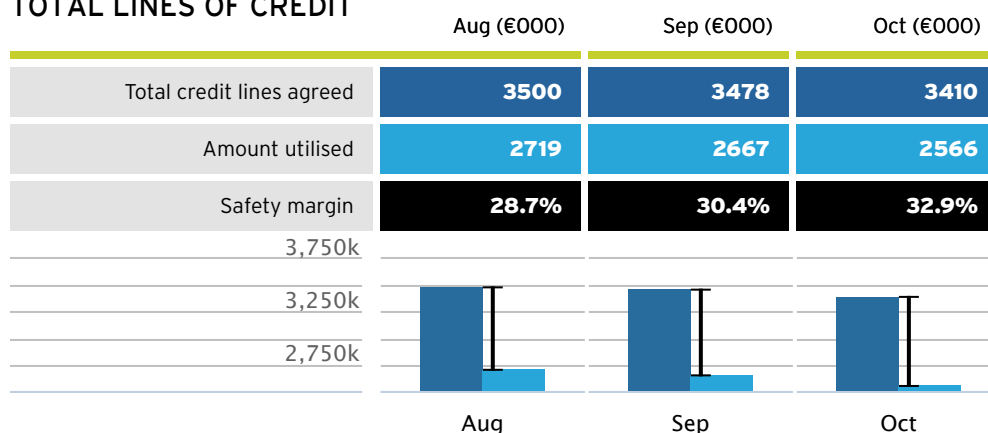 TOTAL LINES OF CREDIT
Aug (€000) Sep (€000) Oct (€000)
Total credit lines agreed 3500 3478 3410
Amount utilised 2719 2667 2566
Safety margin 28.7% 30.4% 32.9%
3,750k
3,250k
2,750k
Aug Sep Oct